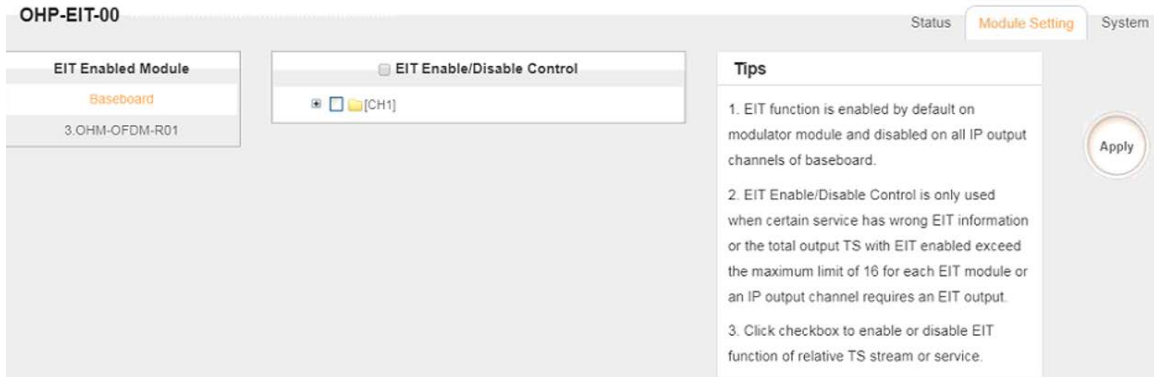 OHP-EIT-00
Status
Module Setting
System
EIT Enabled Module
Baseboard
3.OHM-OFDM-R01
EIT Enable/Disable Control
[CH1]
Tips
1. EIT function is enabled by default on
modulator module and disabled on all IP output
channels of baseboard.
2. EIT Enable/Disable Control is only used
when certain service has wrong EIT information
or the total output TS with EIT enabled exceed
the maximum limit of 16 for each EIT module or
an IP output channel requires an EIT output.
3. Click checkbox to enable or disable EIT
function of relative TS stream or service.
Apply